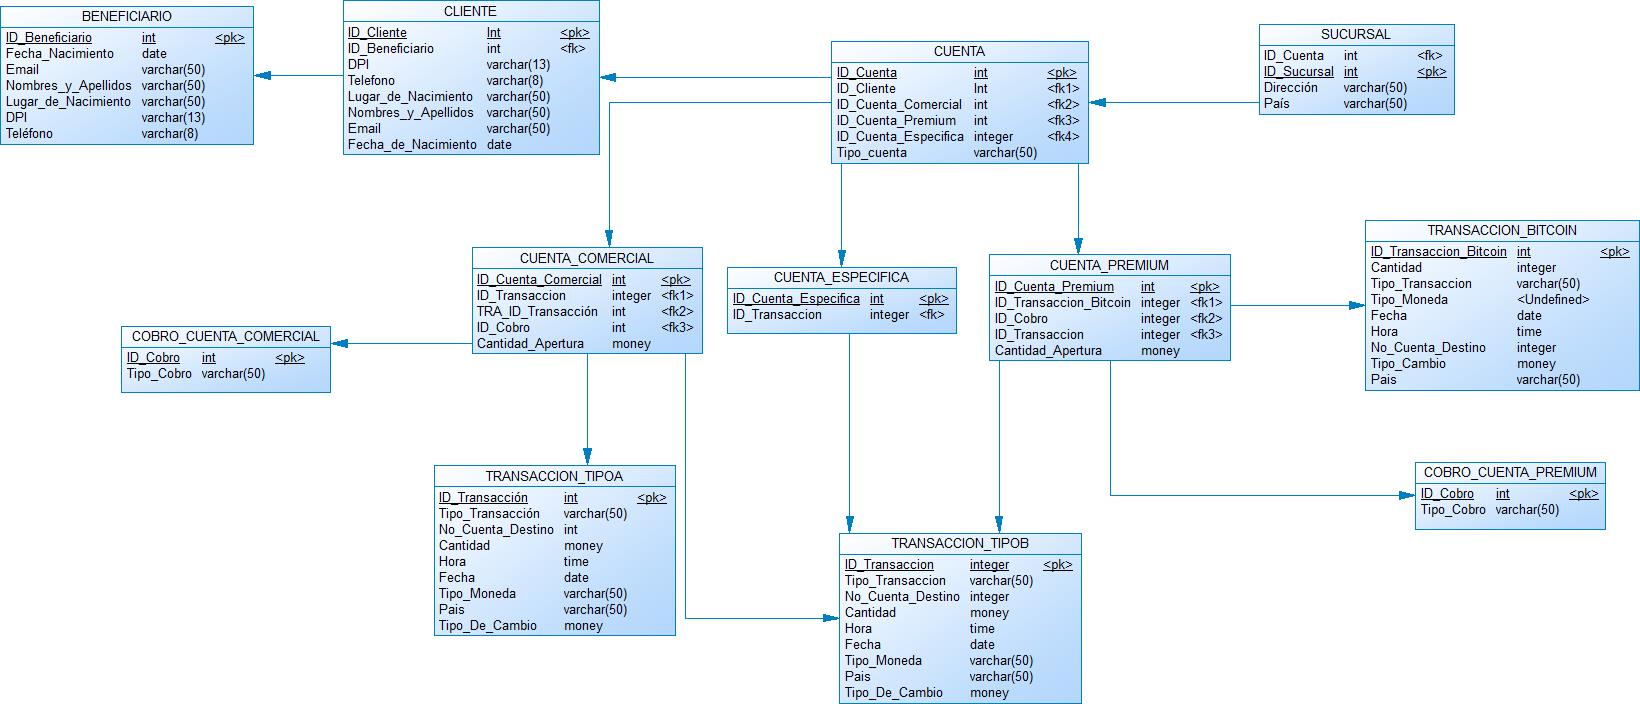 BENEFICIARIO
ID_Beneficiario int <pk>
Fecha_Nacimiento date
Email varchar(50)
Nombres_y_Apellidos varchar(50)
Lugar_de_Nacimiento varchar(50)
DPI varchar(13)
Teléfono varchar(8)
CLIENTE
ID_Cliente Int <pk>
ID_Beneficiario int <fk>
DPI varchar(13)
Telefono varchar(8)
Lugar_de_Nacimiento varchar(50)
Nombres_y_Apellidos varchar(50)
Email varchar(50)
Fecha_de_Nacimiento date
CUENTA
ID_Cuenta int <pk>
ID_Cliente Int <fk1>
ID_Cuenta_Comercial int <fk2>
ID_Cuenta_Premium int <fk3>
ID_Cuenta_Especifica integer <fk4>
Tipo_cuenta varchar(50)
SUCURSAL
ID_Cuenta int <fk>
ID_Sucursal int <pk>
Dirección varchar(50)
País varchar(50)
CUENTA_COMERCIAL
ID_Cuenta_Comercial int <pk>
ID_Transaccion integer <fk1>
TRA_ID_Transacción int <fk2>
ID_Cobro int <fk3>
Cantidad_Apertura money
CUENTA_ESPECIFICA
ID_Cuenta_Especifica int <pk>
ID_Transaccion integer <fk>
CUENTA_PREMIUM
ID_Cuenta_Premium int <pk>
ID_Transaccion_Bitcoin integer <fk1>
ID_Cobro integer <fk2>
ID_Transaccion integer <fk3>
Cantidad_Apertura money
TRANSACCION_BITCOIN
ID_Transaccion_Bitcoin int <pk>
Cantidad integer
Tipo_Transaccion varchar(50)
Tipo_Moneda <Undefined>
Fecha date
Hora time
No_Cuenta_Destino integer
Tipo_Cambio money
Pais varchar(50)
COBRO_CUENTA_COMERCIAL
ID_Cobro int <pk>
Tipo_Cobro varchar(50)
TRANSACCION_TIPOA
ID_Transacción int <pk>
Tipo_Transacción varchar(50)
No_Cuenta_Destino int
Cantidad money
Hora time
Fecha date
Tipo_Moneda varchar(50)
Pais varchar(50)
Tipo_De_Cambio money
TRANSACCION_TIPOB
ID_Transaccion integer <pk>
Tipo_Transaccion varchar(50)
No_Cuenta_Destino integer
Cantidad money
Hora time
Fecha date
Tipo_Moneda varchar(50)
Pais varchar(50)
Tipo_De_Cambio money
COBRO_CUENTA_PREMIUM
ID_Cobro int <pk>
Tipo_Cobro varchar(50)